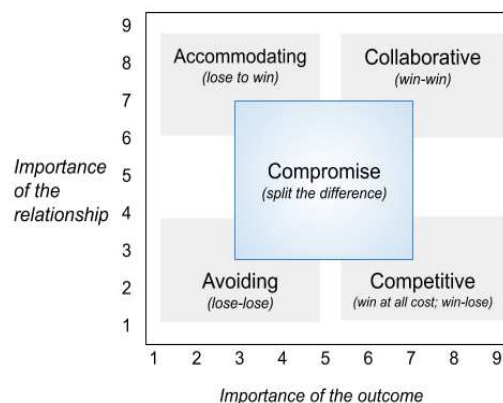 9
8
7
6
5
4
3
2
1
Importance
of the
relationship
Accommodating
(lose to win)
Collaborative
(win-win)
Compromise
(split the difference)
Avoiding
(lose-lose)
Competitive
(win at all cost; win-lose)
1 2 3 4 5 6 7 8 9
Importance of the outcome